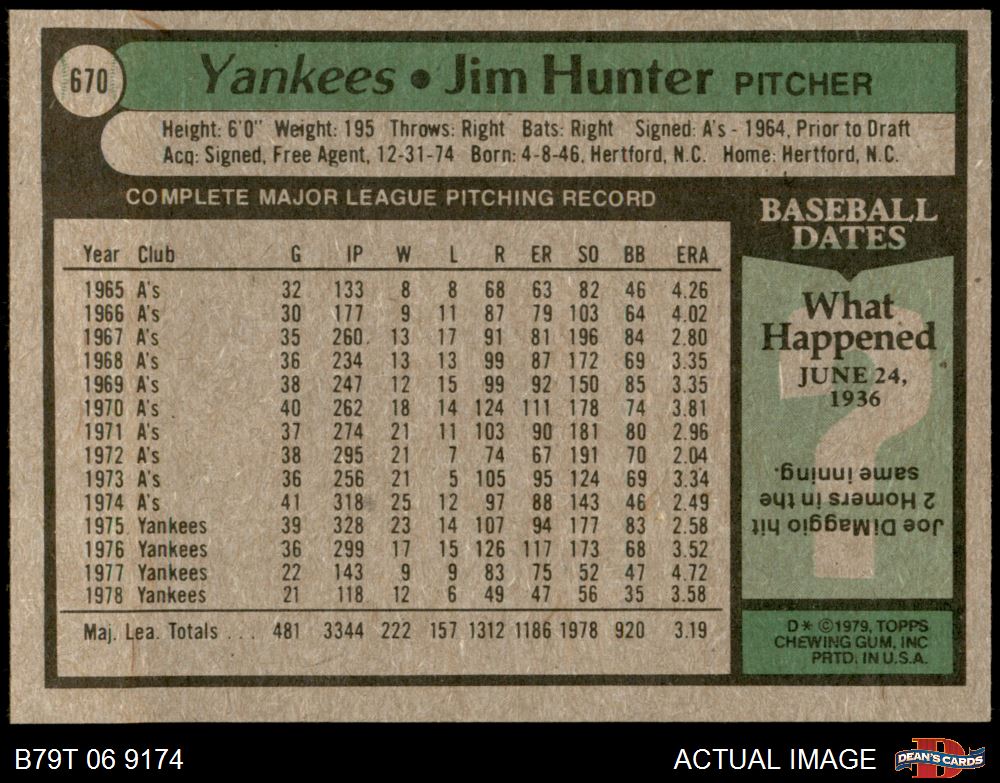 670
Yankees • Jim Hunter PITCHER
Height: 6'0" Weight: 195 Throws: Right Bats: Right Signed: A's - 1964, Prior to Draft
Acq: Signed, Free Agent, 12-31-74 Born: 4-8-46, Hertford, N.C. Home: Hertford, N.C.
COMPLETE MAJOR LEAGUE PITCHING RECORD
Year Club G IP W L R ER SO BB ERA
1965 A's 32 133 8 8 68 63 82 46 4.26
1966 A's 30 177 9 11 87 79 103 64 4.02
1967 A's 35 260 13 17 91 81 196 84 2.80
1968 A's 36 234 13 13 99 87 172 69 3.35
1969 A's 38 247 12 15 99 92 150 85 3.35
1970 A's 40 262 18 14 124 111 178 74 3.81
1971 A's 37 274 21 11 103 90 181 80 2.96
1972 A's 38 295 21 7 74 67 191 70 2.04
1973 A's 36 256 21 5 105 95 124 69 3.34
1974 A's 41 318 25 12 97 88 143 46 2.49
1975 Yankees 39 328 23 14 107 94 177 83 2.58
1976 Yankees 36 299 17 15 126 117 173 68 3.52
1977 Yankees 22 143 9 9 83 75 52 47 4.72
1978 Yankees 21 118 12 6 49 47 56 35 3.58
Maj. Lea. Totals ... 481 3344 222 157 1312 1186 1978 920 3.19
BASEBALL
DATES
What
Happened
JUNE 24,
1936
?
Joe DiMaggio hit
2 Homers in the
same inning.
D* ©1979, TOPPS
CHEWING GUM, INC
PRTD. IN U.S.A.
B79T 06 9174
ACTUAL IMAGE
DEAN'S CARDS